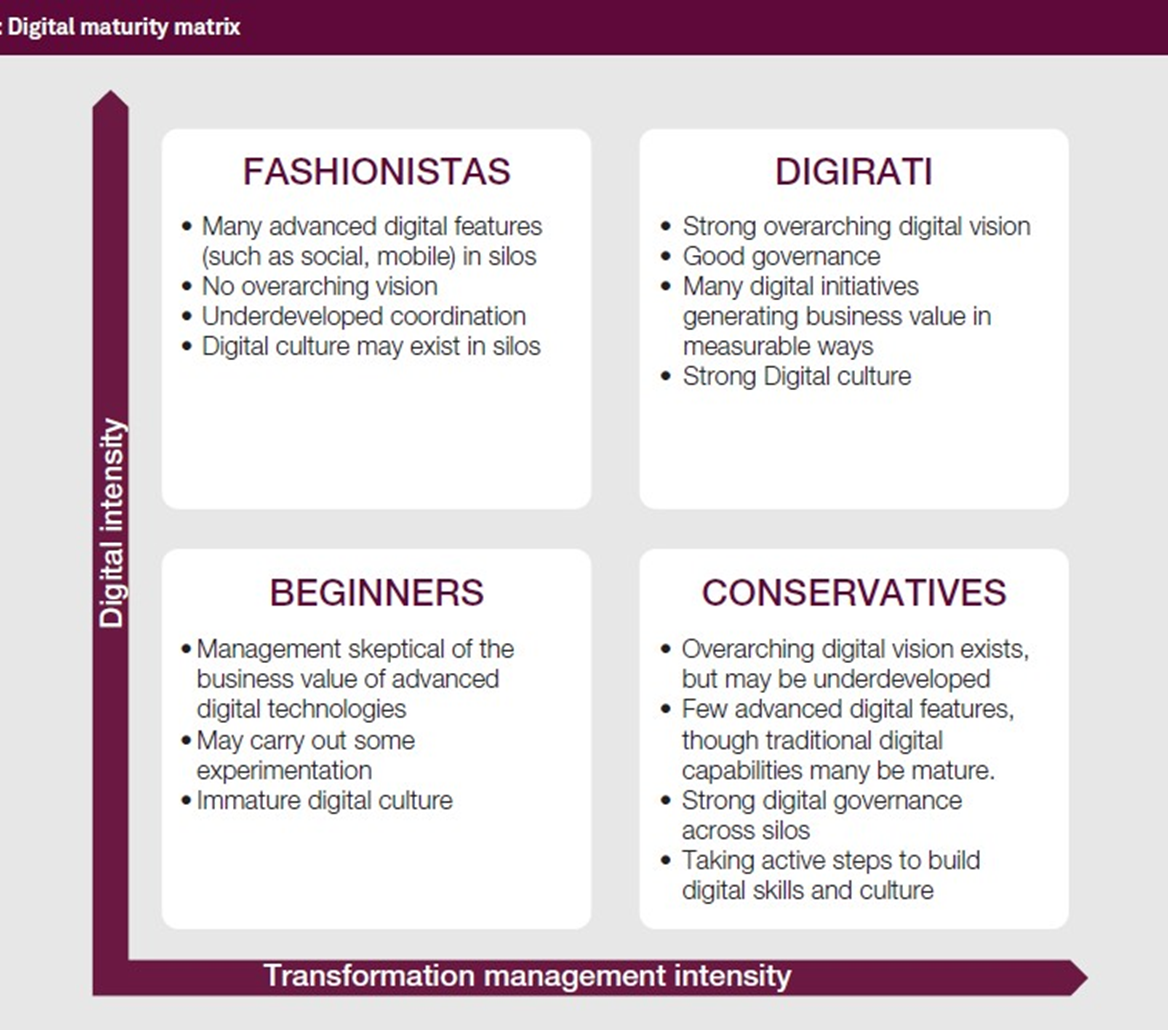 : Digital maturity matrix
FASHIONISTAS
• Many advanced digital features
(such as social, mobile) in silos
• No overarching vision
• Underdeveloped coordination
• Digital culture may exist in silos
DIGIRATI
• Strong overarching digital vision
• Good governance
• Many digital initiatives
generating business value in
measurable ways
• Strong Digital culture
Digital intensity
BEGINNERS
• Management skeptical of the
business value of advanced
digital technologies
• May carry out some
experimentation
• Immature digital culture
CONSERVATIVES
• Overarching digital vision exists,
but may be underdeveloped
• Few advanced digital features,
though traditional digital
capabilities many be mature.
• Strong digital governance
across silos
• Taking active steps to build
digital skills and culture
Transformation management intensity